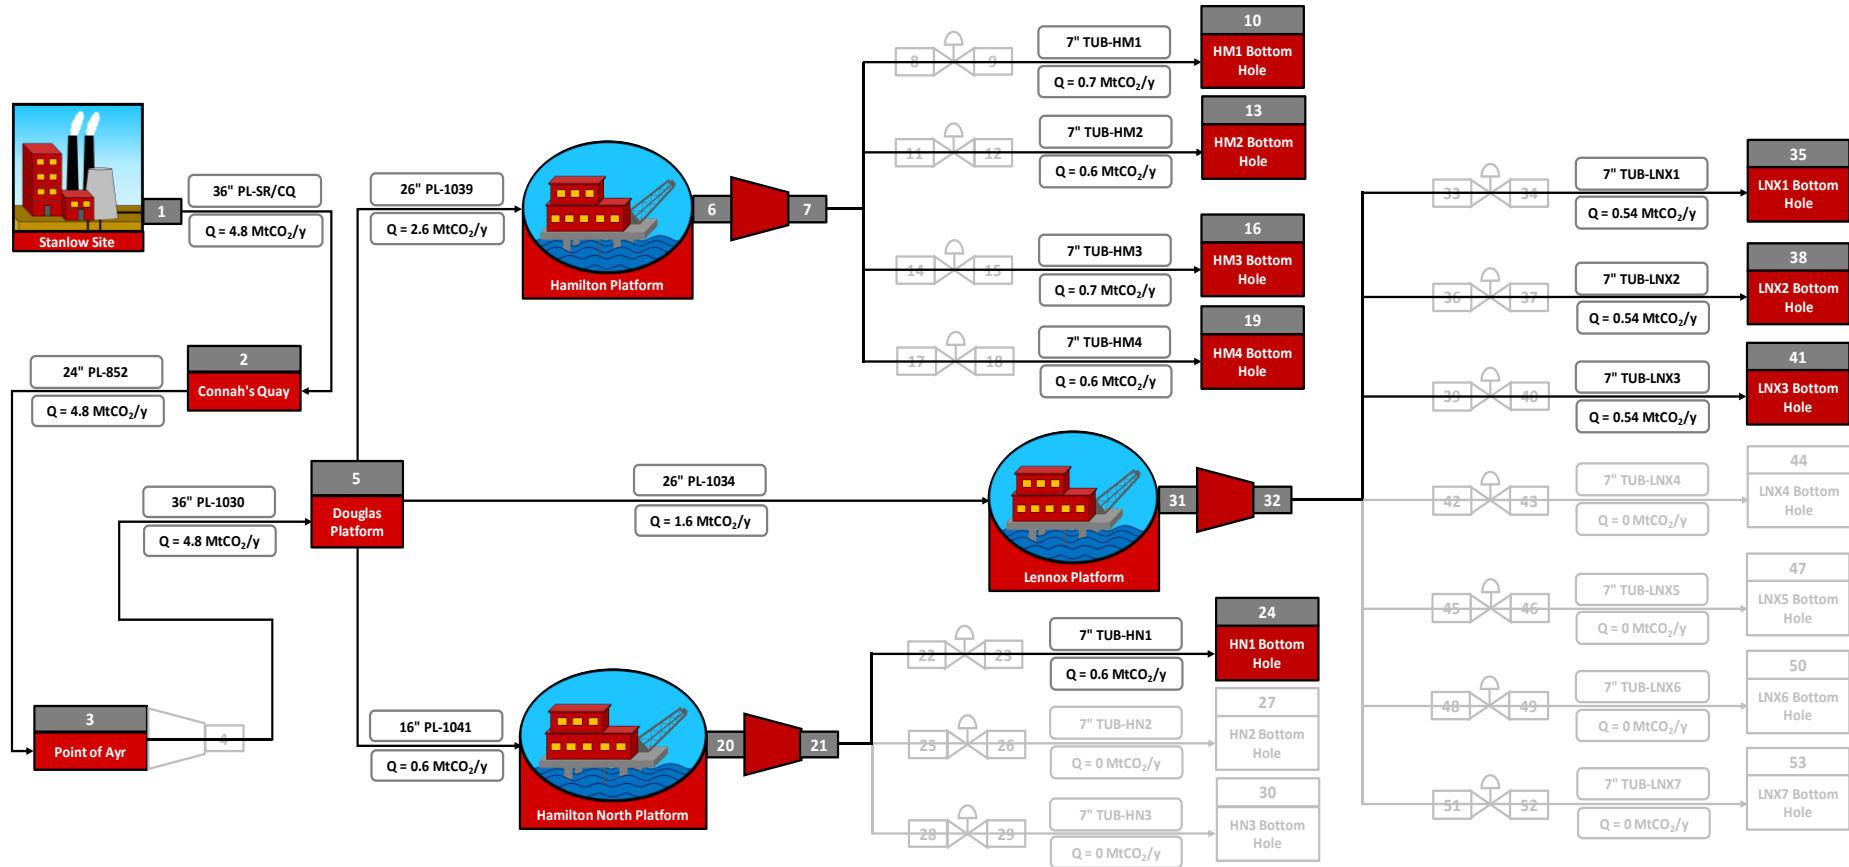 1
Stanlow Site
36" PL-SR/CQ
Q = 4.8 MtCO₂/y
2
Connah's Quay
24" PL-852
Q = 4.8 MtCO₂/y
3
Point of Ayr
4
36" PL-1030
Q = 4.8 MtCO₂/y
5
Douglas
Platform
26" PL-1039
Q = 2.6 MtCO₂/y
Hamilton Platform
6
7
8
9
7" TUB-HM1
Q = 0.7 MtCO₂/y
10
HM1 Bottom
Hole
11
12
7" TUB-HM2
Q = 0.6 MtCO₂/y
13
HM2 Bottom
Hole
14
15
7" TUB-HM3
Q = 0.7 MtCO₂/y
16
HM3 Bottom
Hole
17
18
7" TUB-HM4
Q = 0.6 MtCO₂/y
19
HM4 Bottom
Hole
26" PL-1034
Q = 1.6 MtCO₂/y
Lennox Platform
31
32
33
34
7" TUB-LNX1
Q = 0.54 MtCO₂/y
35
LNX1 Bottom
Hole
36
37
7" TUB-LNX2
Q = 0.54 MtCO₂/y
38
LNX2 Bottom
Hole
39
40
7" TUB-LNX3
Q = 0.54 MtCO₂/y
41
LNX3 Bottom
Hole
42
43
7" TUB-LNX4
Q = 0 MtCO₂/y
44
LNX4 Bottom
Hole
45
46
7" TUB-LNX5
Q = 0 MtCO₂/y
47
LNX5 Bottom
Hole
48
49
7" TUB-LNX6
Q = 0 MtCO₂/y
50
LNX6 Bottom
Hole
51
52
7" TUB-LNX7
Q = 0 MtCO₂/y
53
LNX7 Bottom
Hole
16" PL-1041
Q = 0.6 MtCO₂/y
Hamilton North Platform
20
21
22
23
7" TUB-HN1
Q = 0.6 MtCO₂/y
24
HN1 Bottom
Hole
25
26
7" TUB-HN2
Q = 0 MtCO₂/y
27
HN2 Bottom
Hole
28
29
7" TUB-HN3
Q = 0 MtCO₂/y
30
HN3 Bottom
Hole